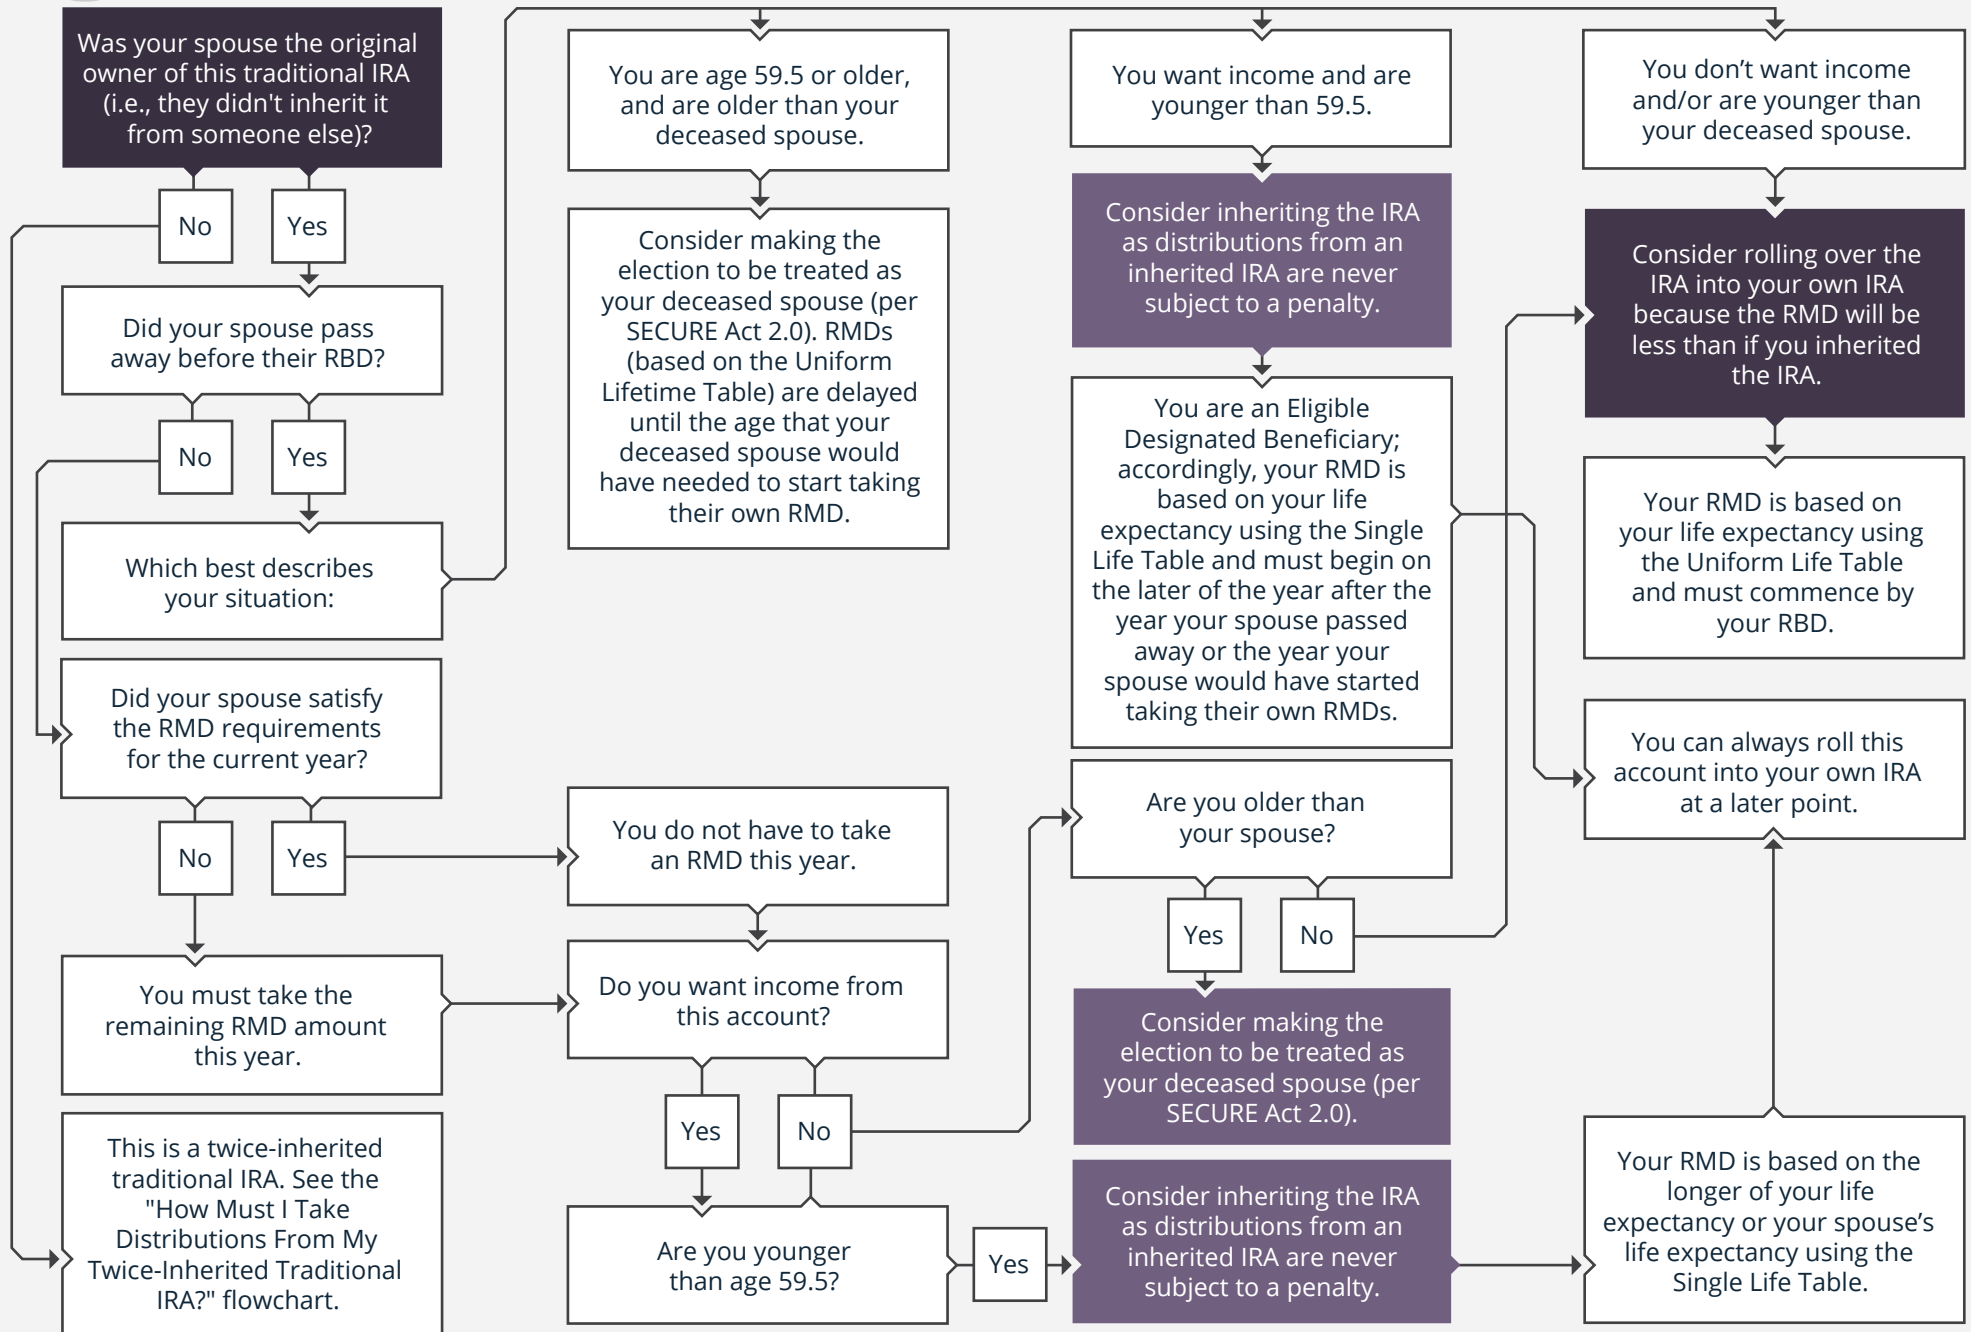 Was your spouse the original
owner of this traditional IRA
(i.e., they didn't inherit it
from someone else)?
No
Yes
Did your spouse pass
away before their RBD?
No
Yes
Which best describes
your situation:
Did your spouse satisfy
the RMD requirements
for the current year?
No
Yes
You must take the
remaining RMD amount
this year.
This is a twice-inherited
traditional IRA. See the
"How Must I Take
Distributions From My
Twice-Inherited Traditional
IRA?" flowchart.
You are age 59.5 or older,
and are older than your
deceased spouse.
Consider making the
election to be treated as
your deceased spouse (per
SECURE Act 2.0). RMDs
(based on the Uniform
Lifetime Table) are delayed
until the age that your
deceased spouse would
have needed to start taking
their own RMD.
You do not have to take
an RMD this year.
Do you want income from
this account?
Yes
No
Are you younger
than age 59.5?
Yes
You want income and are
younger than 59.5.
Consider inheriting the IRA
as distributions from an
inherited IRA are never
subject to a penalty.
You are an Eligible
Designated Beneficiary;
accordingly, your RMD is
based on your life
expectancy using the Single
Life Table and must begin on
the later of the year after the
year your spouse passed
away or the year your
spouse would have started
taking their own RMDs.
Are you older than
your spouse?
Yes
No
Consider making the
election to be treated as
your deceased spouse (per
SECURE Act 2.0).
Consider inheriting the IRA
as distributions from an
inherited IRA are never
subject to a penalty.
You don’t want income
and/or are younger than
your deceased spouse.
Consider rolling over the
IRA into your own IRA
because the RMD will be
less than if you inherited
the IRA.
Your RMD is based on
your life expectancy using
the Uniform Life Table
and must commence by
your RBD.
You can always roll this
account into your own IRA
at a later point.
Your RMD is based on the
longer of your life
expectancy or your spouse’s
life expectancy using the
Single Life Table.